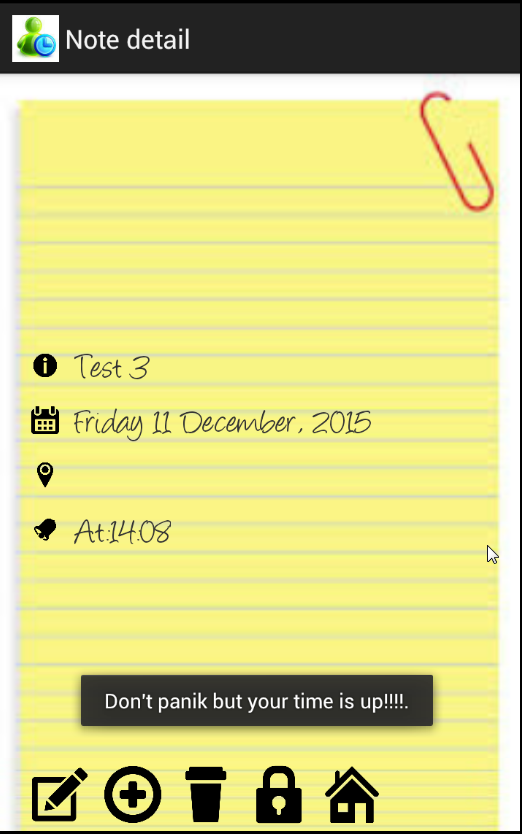 Note detail
Test 3
Friday 11 December, 2015
At:14:08
Don't panik but your time is up!!!!.